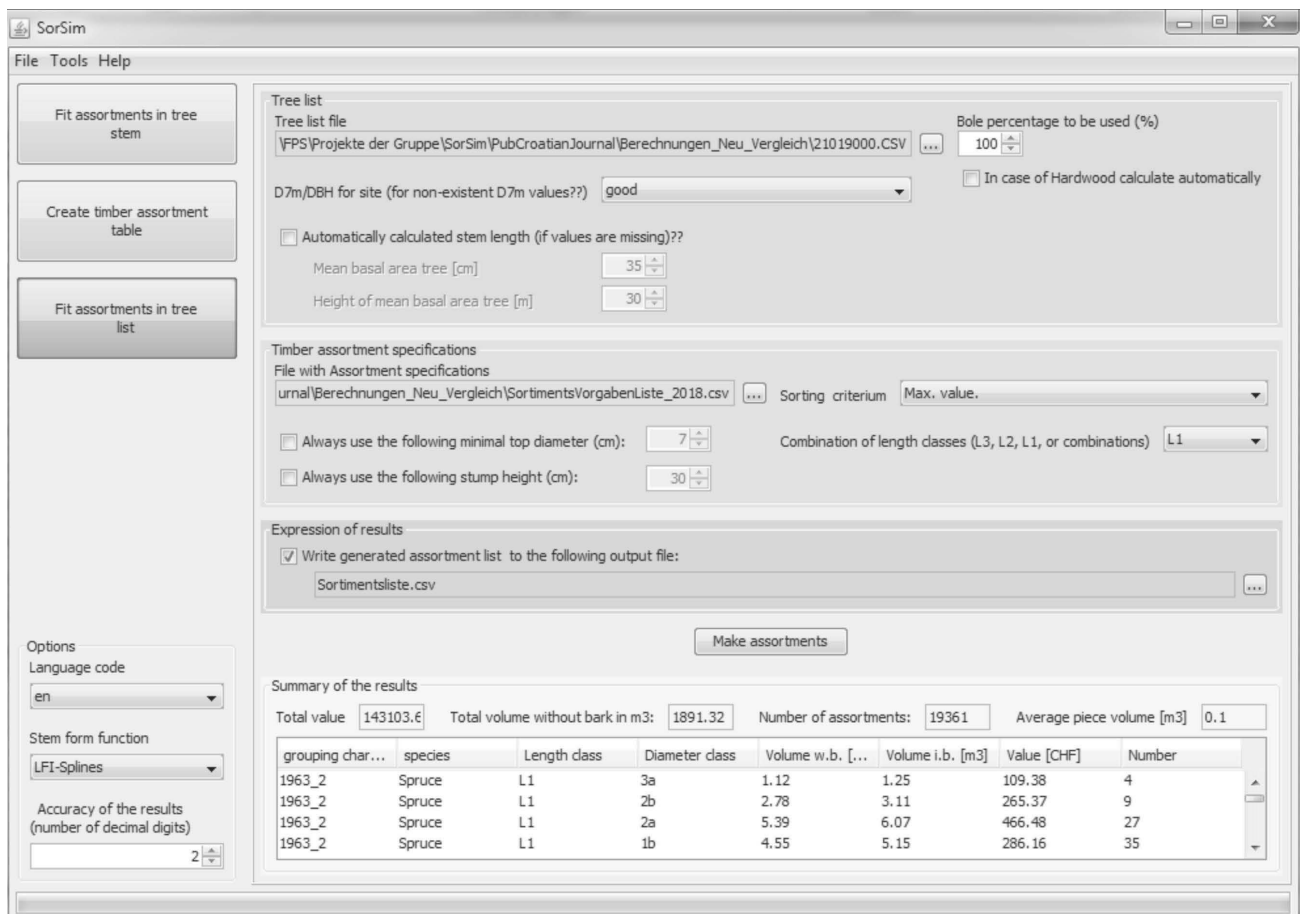 SorSim
File Tools Help
Fit assortments in tree
stem
Create timber assortment
table
Fit assortments in tree
list
Options
Language code
en
Stem form function
LFI-Splines
Accuracy of the results
(number of decimal digits)
2
Tree list
Tree list file
\FPS\Projekte der Gruppe\SorSim\PubCroatianJournal\Berechnungen_Neu_Vergleich\21019000.CSV ...
Bole percentage to be used (%)
100
D7m/DBH for site (for non-existent D7m values??) good
In case of Hardwood calculate automatically
Automatically calculated stem length (if values are missing)??
Mean basal area tree [cm] 35
Height of mean basal area tree [m] 30
Timber assortment specifications
File with Assortment specifications
urnal\Berechnungen_Neu_Vergleich\SortimentsVorgabenListe_2018.csv ... Sorting criterium Max. value.
Always use the following minimal top diameter (cm): 7 Combination of length classes (L3, L2, L1, or combinations) L1
Always use the following stump height (cm): 30
Expression of results
Write generated assortment list to the following output file:
Sortimentsliste.csv ...
Make assortments
Summary of the results
Total value 143103.6 Total volume without bark in m3: 1891.32 Number of assortments: 19361 Average piece volume [m3] 0.1
grouping char... species Length class Diameter class Volume w.b. [... Volume i.b. [m3] Value [CHF] Number
1963_2 Spruce L1 3a 1.12 1.25 109.38 4
1963_2 Spruce L1 2b 2.78 3.11 265.37 9
1963_2 Spruce L1 2a 5.39 6.07 466.48 27
1963_2 Spruce L1 1b 4.55 5.15 286.16 35